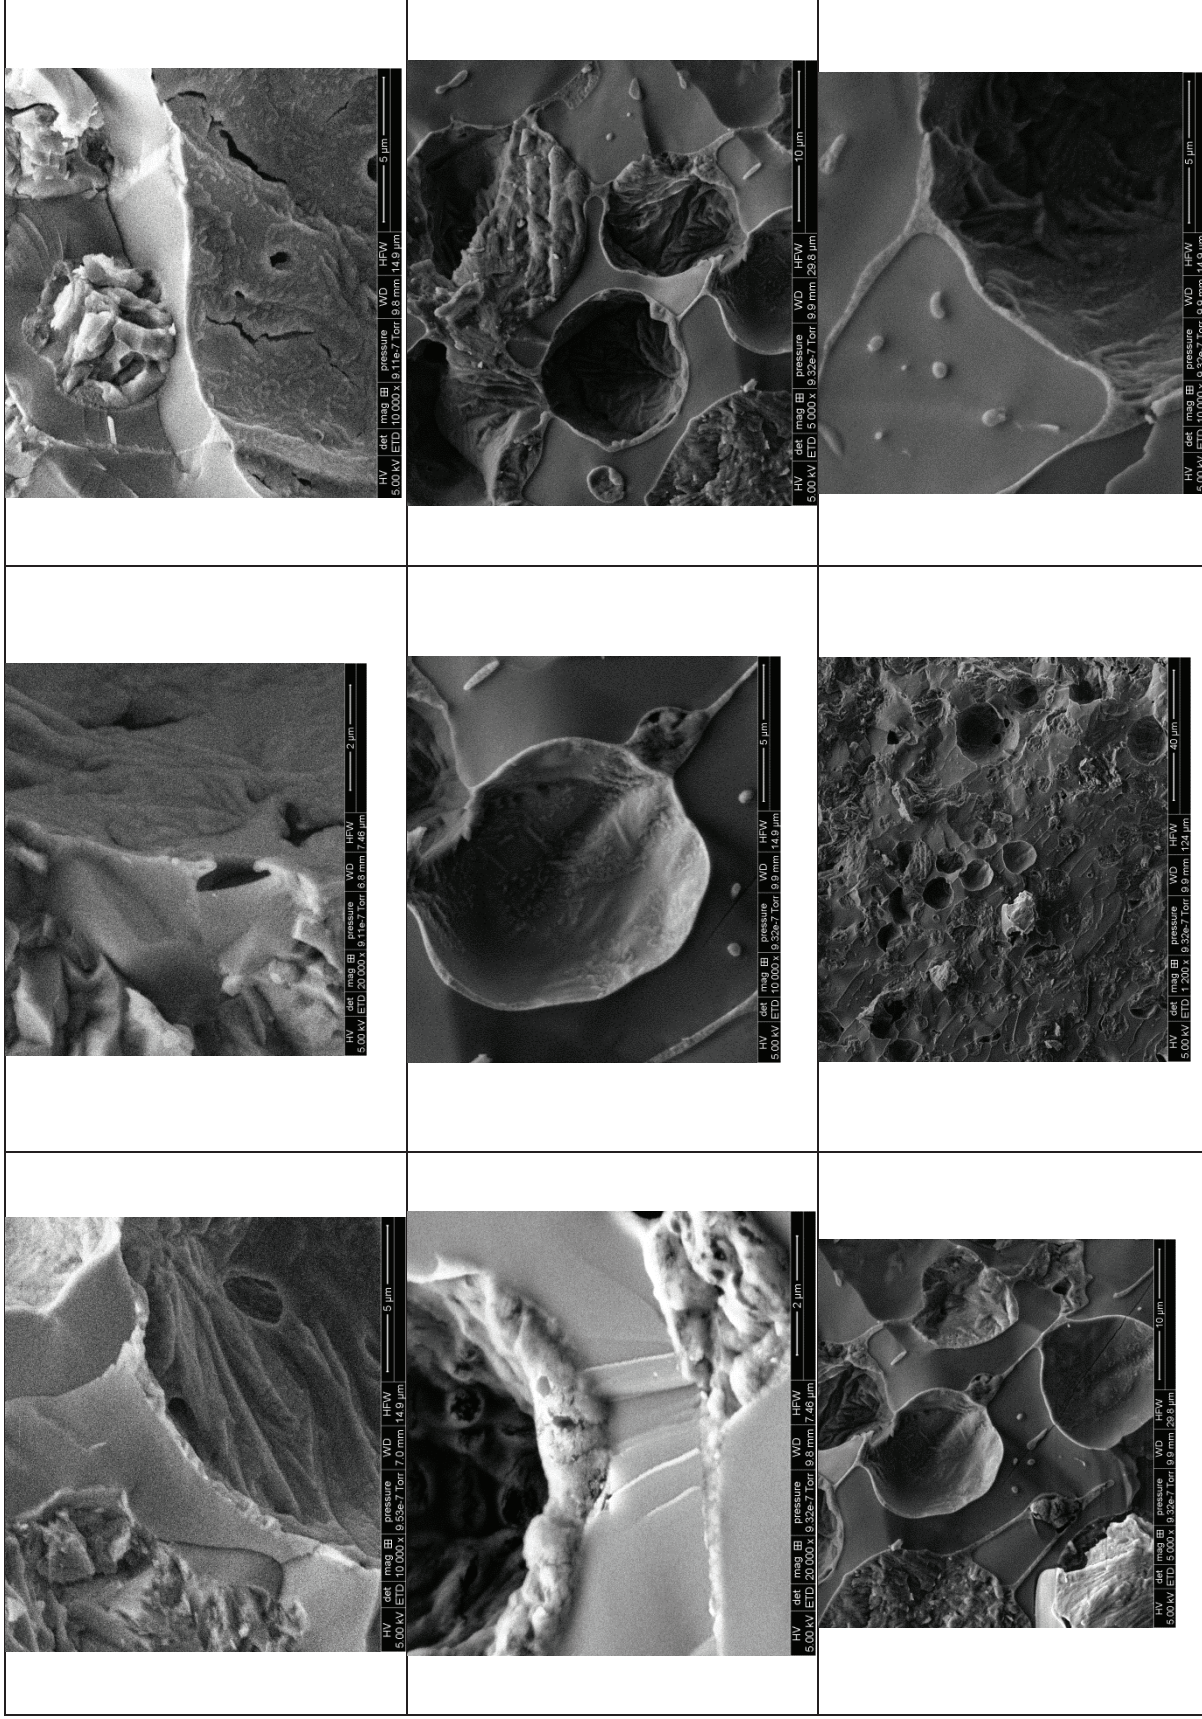 HV det mag pressure WD HFW
5.00 kV ETD 10 000 x 9.11e-7 Torr 9.8 mm 14.9 µm
5 µm
HV det mag pressure WD HFW
5.00 kV ETD 5 000 x 9.32e-7 Torr 9.9 mm 29.8 µm
10 µm
HV det mag pressure WD HFW
5 µm
HV det mag pressure WD HFW
5.00 kV ETD 20 000 x 9.11e-7 Torr 6.8 mm 7.46 µm
2 µm
HV det mag pressure WD HFW
5.00 kV ETD 10 000 x 9.32e-7 Torr 9.9 mm 14.9 µm
5 µm
HV det mag pressure WD HFW
5.00 kV ETD 1 200 x 9.32e-7 Torr 9.9 mm 124 µm
40 µm
HV det mag pressure WD HFW
5.00 kV ETD 10 000 x 9.53e-7 Torr 7.0 mm 14.9 µm
5 µm
HV det mag pressure WD HFW
5.00 kV ETD 20 000 x 9.32e-7 Torr 9.8 mm 7.46 µm
2 µm
HV det mag pressure WD HFW
5.00 kV ETD 5 000 x 9.32e-7 Torr 9.9 mm 29.8 µm
10 µm